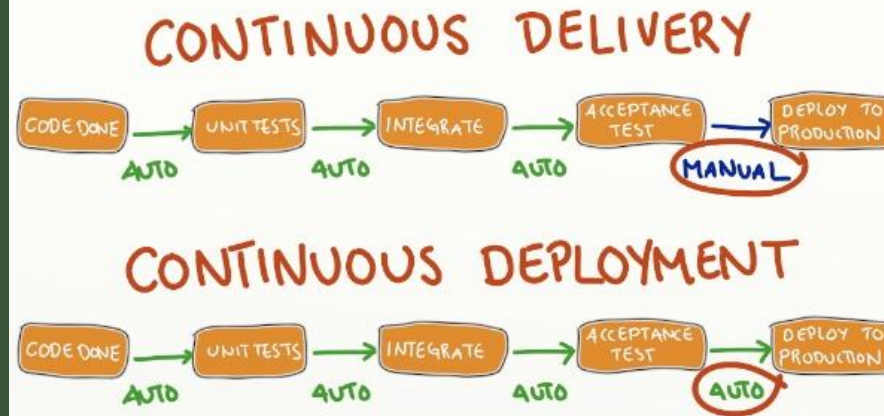 CONTINUOUS DELIVERY
CODE DONE
UNIT TESTS
INTEGRATE
ACCEPTANCE
TEST
DEPLOY TO
PRODUCTION
AUTO
AUTO
AUTO
MANUAL
CONTINUOUS DEPLOYMENT
CODE DONE
UNIT TESTS
INTEGRATE
ACCEPTANCE
TEST
DEPLOY TO
PRODUCTION
AUTO
AUTO
AUTO
AUTO